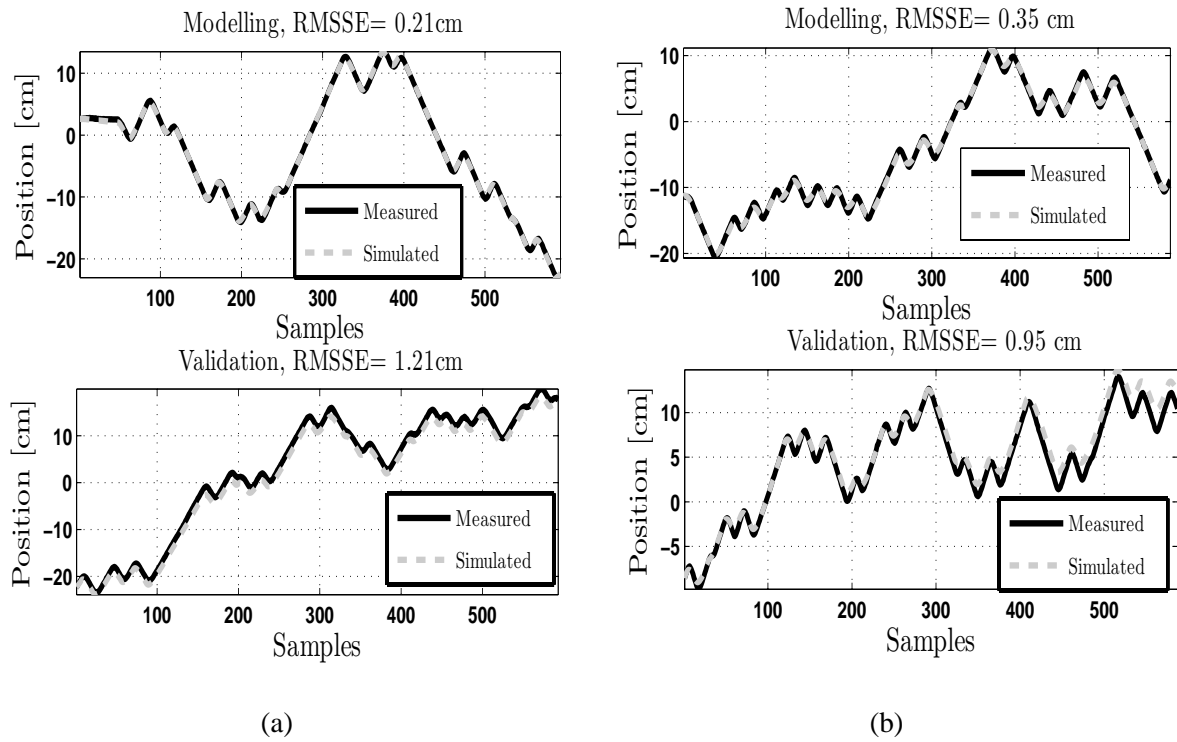 Modelling, RMSSE= 0.21cm
Position [cm]
10
0
−10
−20
100 200 300 400 500
Samples
Measured
Simulated
Modelling, RMSSE= 0.35 cm
Position [cm]
10
0
−10
−20
100 200 300 400 500
Samples
Measured
Simulated
Validation, RMSSE= 1.21cm
Position [cm]
10
0
−10
−20
100 200 300 400 500
Samples
Measured
Simulated
Validation, RMSSE= 0.95 cm
Position [cm]
10
5
0
−5
100 200 300 400 500
Samples
Measured
Simulated
(a)
(b)